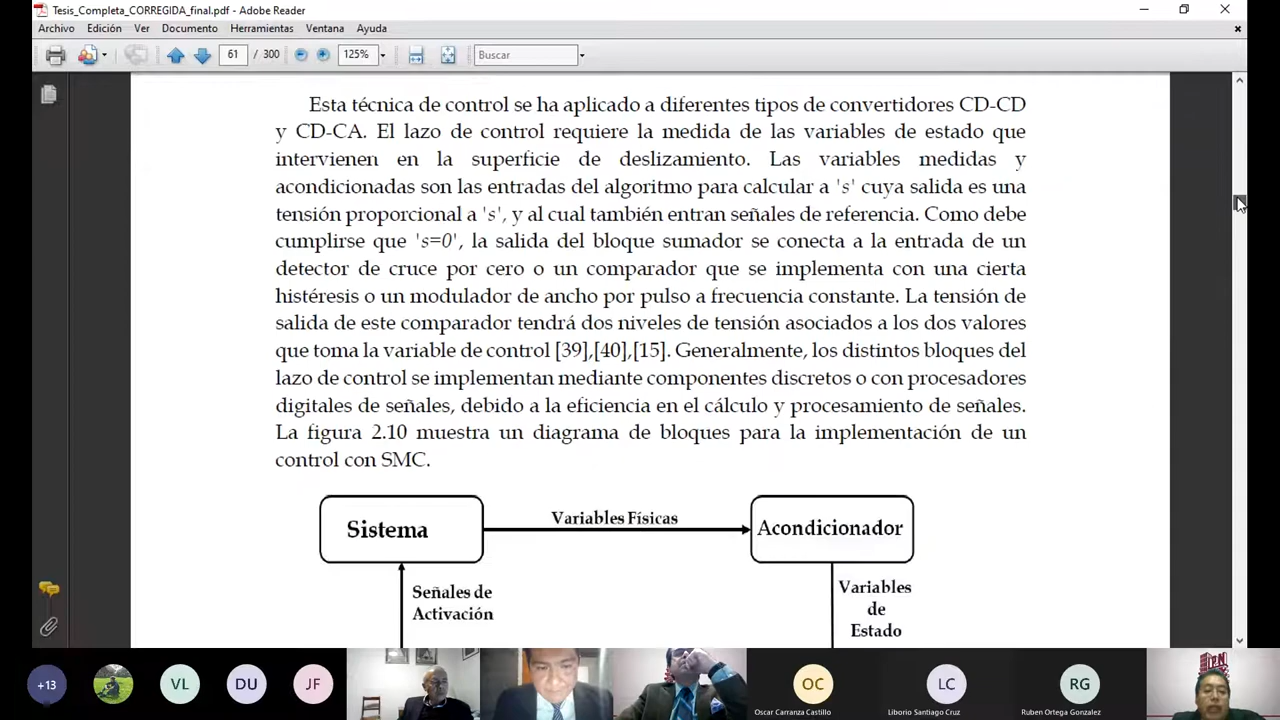 Tesis_Completa_CORREGIDA_final.pdf - Adobe Reader
Archivo Edición Ver Documento Herramientas Ventana Ayuda
61 / 300 125% Buscar
Esta técnica de control se ha aplicado a diferentes tipos de convertidores CD-CD
y CD-CA. El lazo de control requiere la medida de las variables de estado que
intervienen en la superficie de deslizamiento. Las variables medidas y
acondicionadas son las entradas del algoritmo para calcular a 's' cuya salida es una
tensión proporcional a 's', y al cual también entran señales de referencia. Como debe
cumplirse que 's=0', la salida del bloque sumador se conecta a la entrada de un
detector de cruce por cero o un comparador que se implementa con una cierta
histéresis o un modulador de ancho por pulso a frecuencia constante. La tensión de
salida de este comparador tendrá dos niveles de tensión asociados a los dos valores
que toma la variable de control [39],[40],[15]. Generalmente, los distintos bloques del
lazo de control se implementan mediante componentes discretos o con procesadores
digitales de señales, debido a la eficiencia en el cálculo y procesamiento de señales.
La figura 2.10 muestra un diagrama de bloques para la implementación de un
control con SMC.
Sistema
Variables Físicas
Acondicionador
Señales de
Activación
Variables
de
Estado
+13 VL DU JF OC LC RG
Oscar Carranza Castillo Liborio Santiago Cruz Ruben Ortega Gonzalez